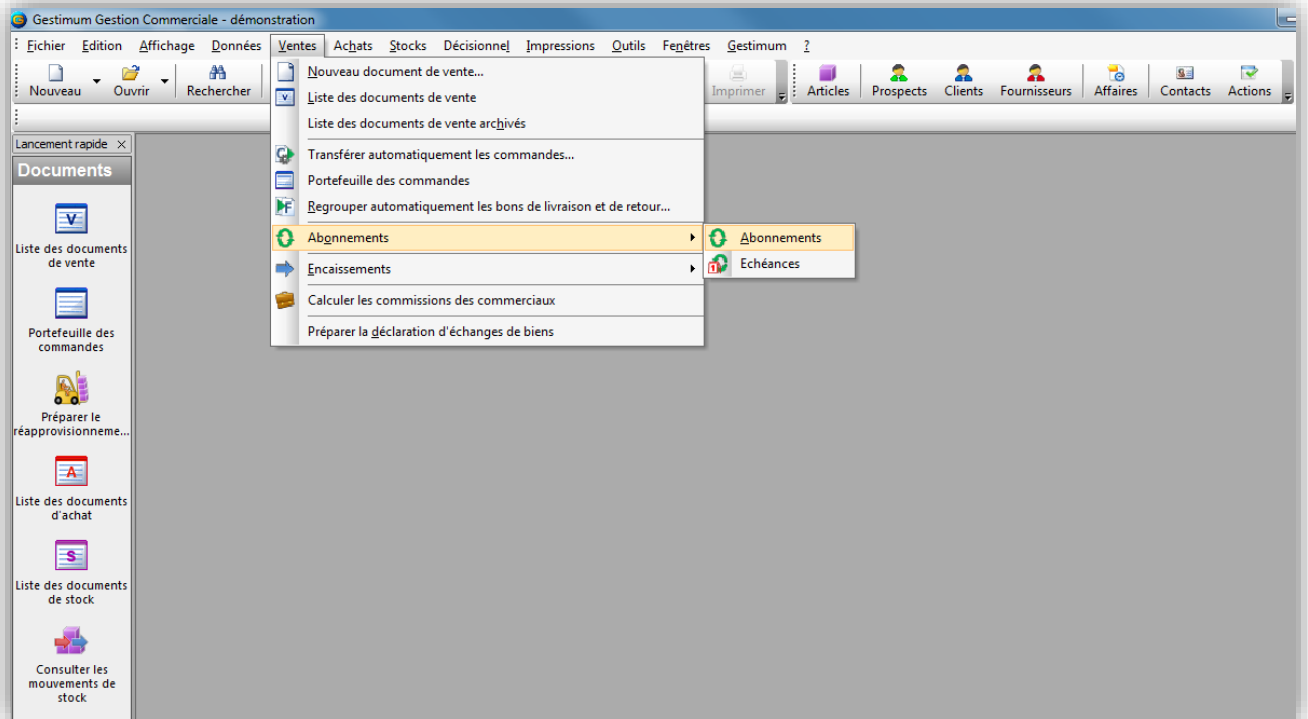 Gestimum Gestion Commerciale - démonstration
Fichier Edition Affichage Données Ventes Achats Stocks Décisionnel Impressions Outils Fenêtres Gestimum ?
Nouveau Ouvrir Rechercher Imprimer Articles Prospects Clients Fournisseurs Affaires Contacts Actions
Nouveau document de vente...
Liste des documents de vente
Liste des documents de vente archivés
Transférer automatiquement les commandes...
Portefeuille des commandes
Regrouper automatiquement les bons de livraison et de retour...
Abonnements
Encaissements
Calculer les commissions des commerciaux
Préparer la déclaration d'échanges de biens
Abonnements
Echéances
Lancement rapide
Documents
Liste des documents
de vente
Portefeuille des
commandes
Préparer le
réapprovisionneme...
Liste des documents
d'achat
Liste des documents
de stock
Consulter les
mouvements de
stock